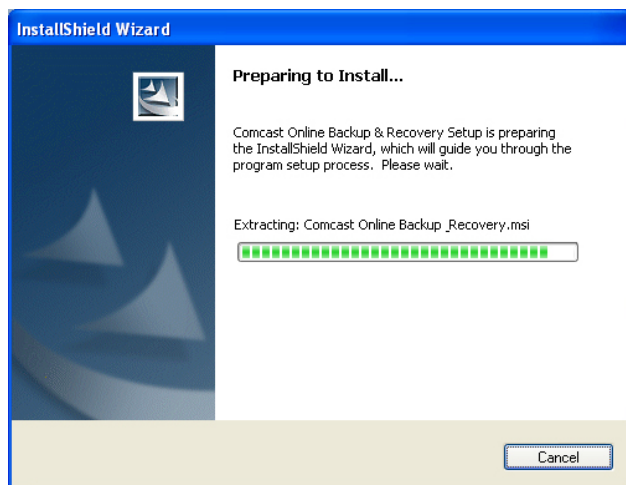 InstallShield Wizard
Preparing to Install...
Comcast Online Backup & Recovery Setup is preparing
the InstallShield Wizard, which will guide you through the
program setup process. Please wait.
Extracting: Comcast Online Backup _Recovery.msi
Cancel